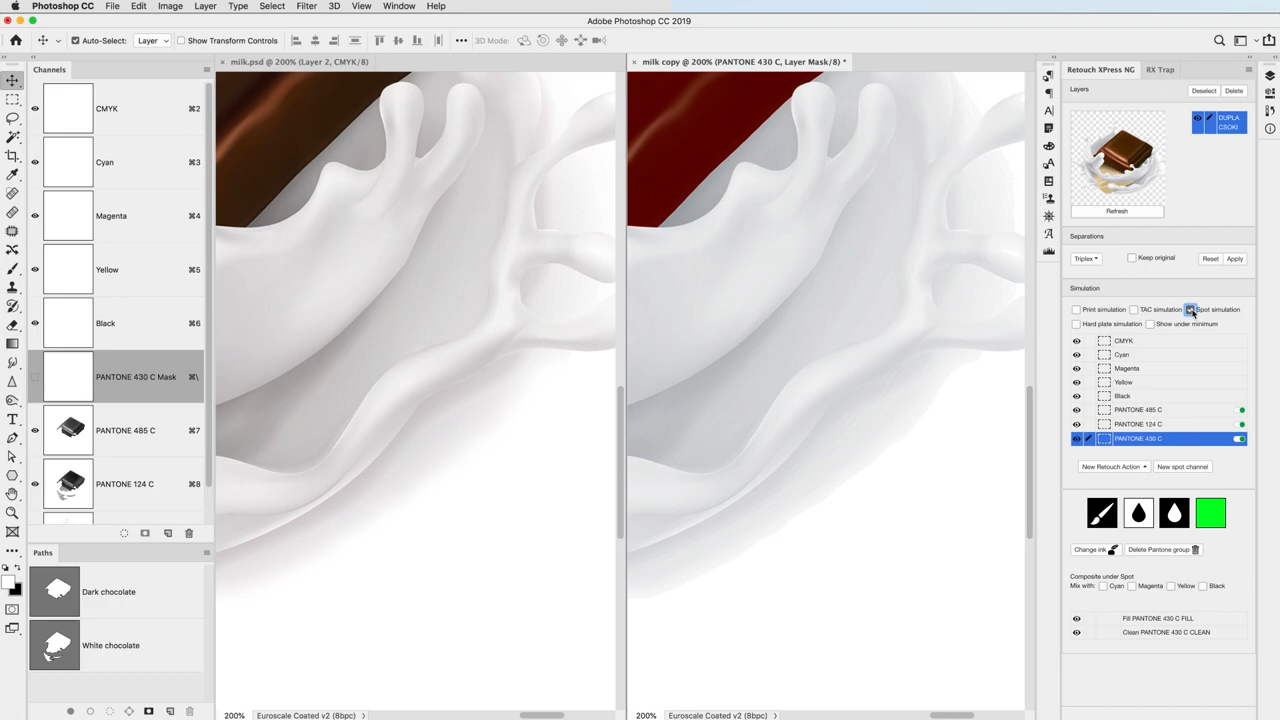 Photoshop CC File Edit Image Layer Type Select Filter 3D View Window Help
Adobe Photoshop CC 2019
Auto-Select: Layer Show Transform Controls 3D Mode:
Channels
× milk.psd @ 200% (Layer 2, CMYK/8)
× milk copy @ 200% (PANTONE 430 C, Layer Mask/8) *
Retouch XPress NG RX Trap
Layers Deselect Delete
CMYK ⌘2
DUPLA
CSOKI
Cyan ⌘3
Magenta ⌘4
Refresh
Separations
Triplex Keep original Reset Apply
Yellow ⌘5
Simulation
Print simulation TAC simulation Spot simulation
Hard plate simulation Show under minimum
Black ⌘6
CMYK
Cyan
Magenta
Yellow
Black
PANTONE 485 C
PANTONE 124 C
PANTONE 430 C
PANTONE 430 C Mask ⌘\
PANTONE 485 C ⌘7
New Retouch Action New spot channel
PANTONE 124 C ⌘8
Change ink Delete Pantone group
Paths
Composite under Spot
Mix with: Cyan Magenta Yellow Black
Dark chocolate
Fill PANTONE 430 C FILL
Clean PANTONE 430 C CLEAN
White chocolate
200% Euroscale Coated v2 (8bpc)
200% Euroscale Coated v2 (8bpc)